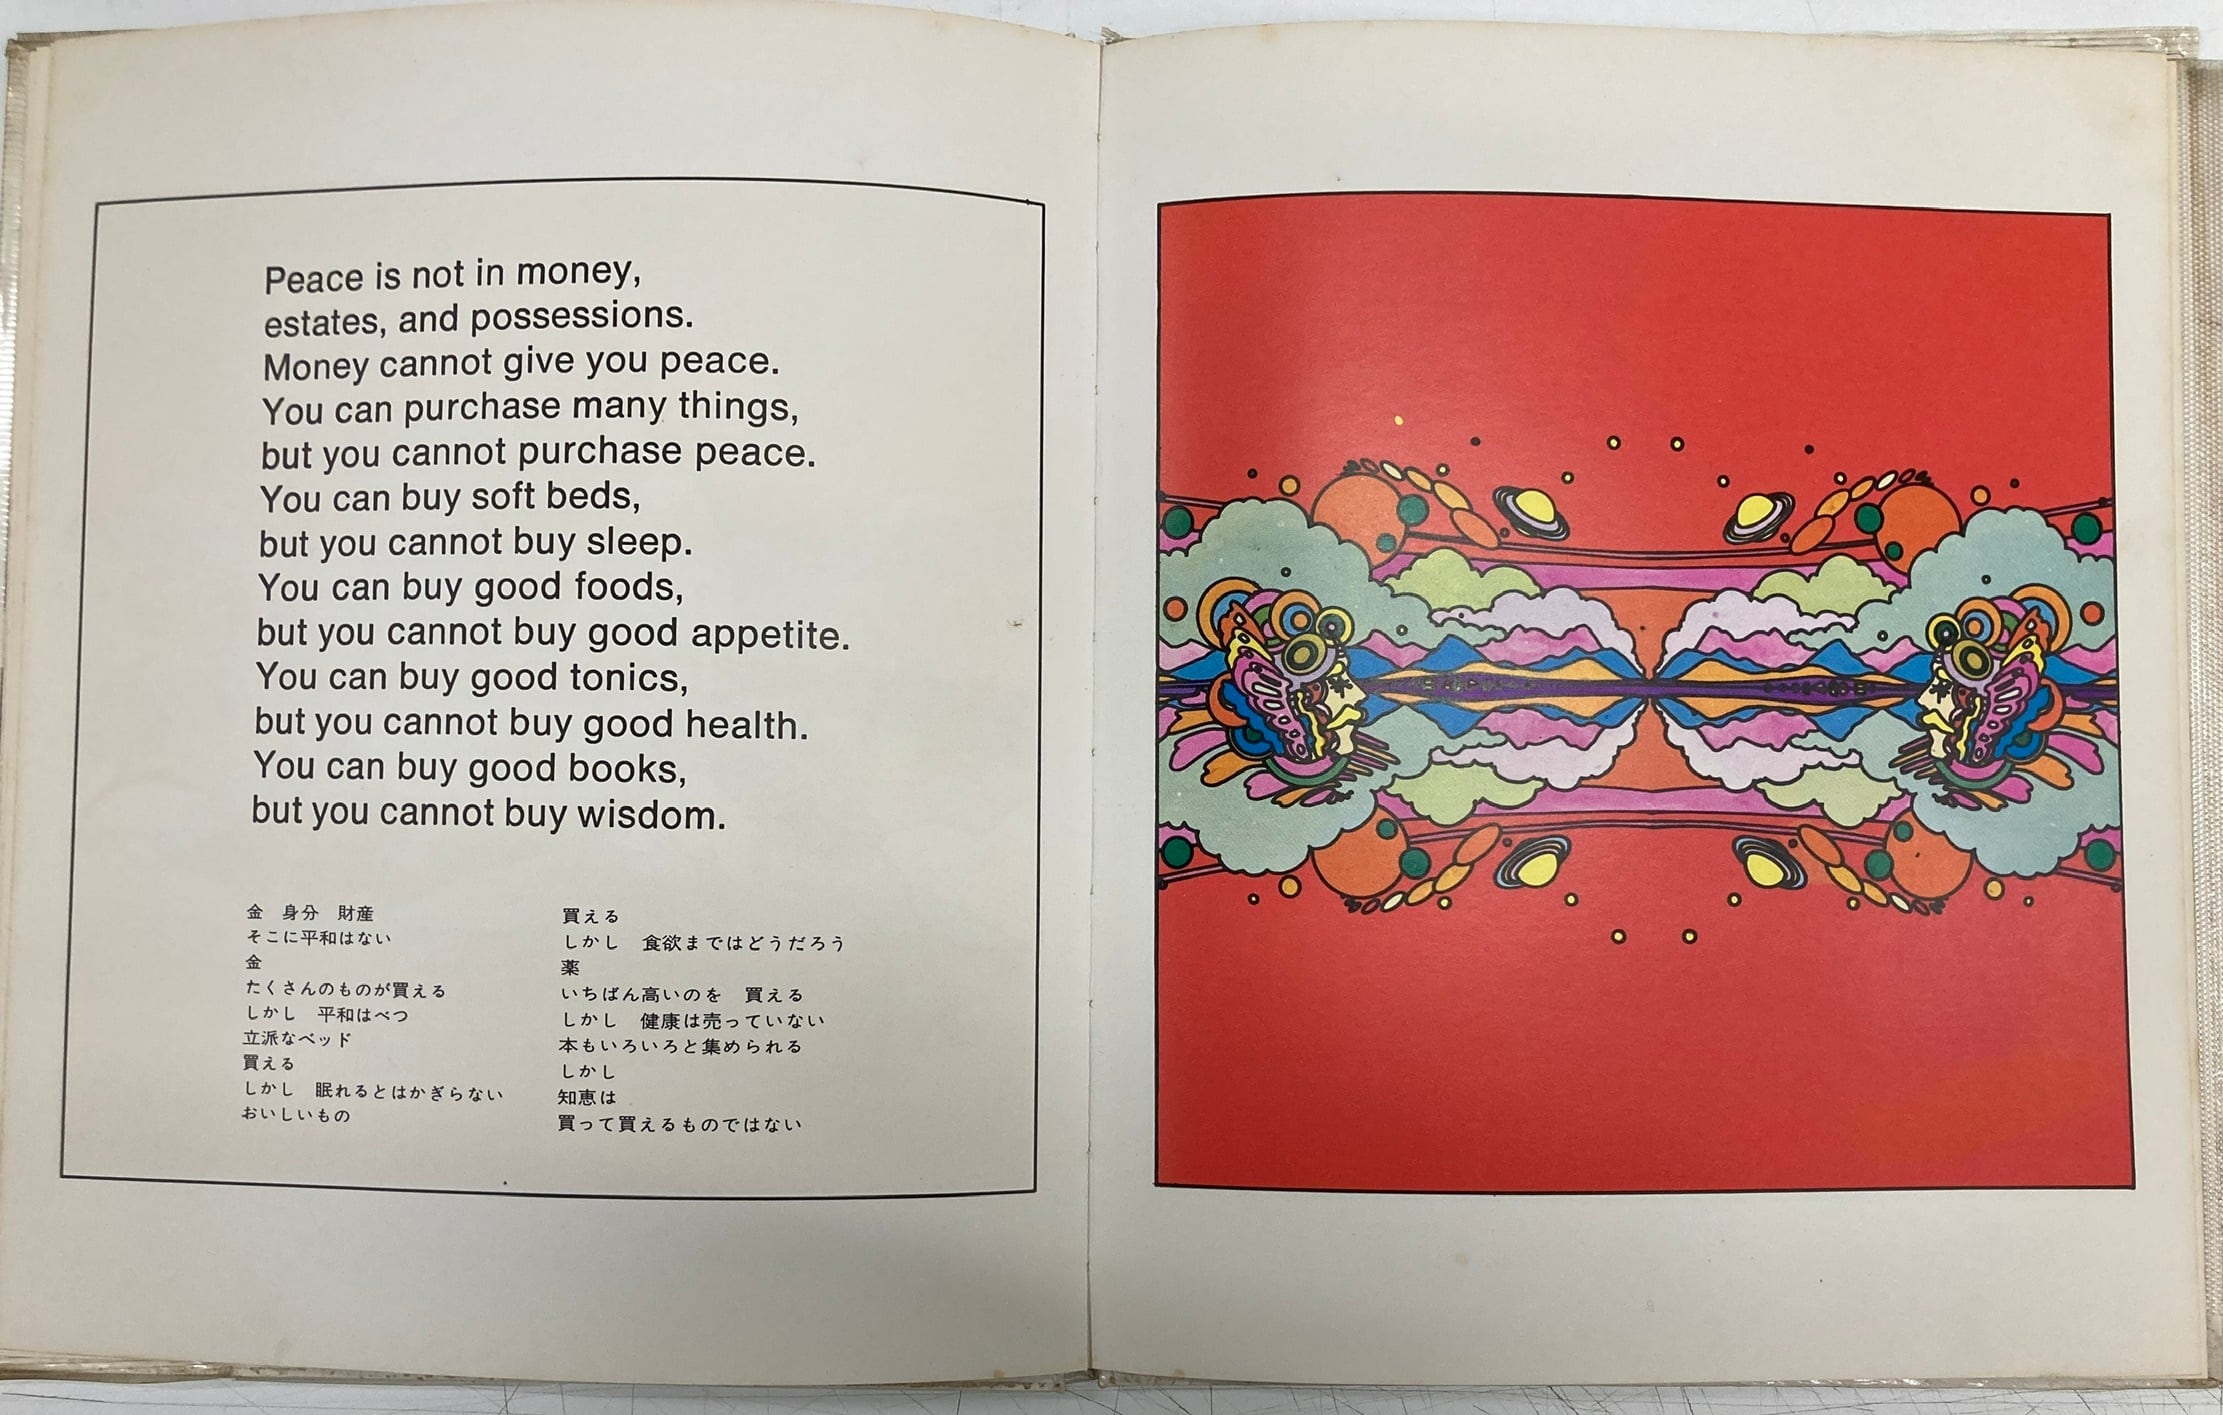 Peace is not in money,
estates, and possessions.
Money cannot give you peace.
You can purchase many things,
but you cannot purchase peace.
You can buy soft beds,
but you cannot buy sleep.
You can buy good foods,
but you cannot buy good appetite.
You can buy good tonics,
but you cannot buy good health.
You can buy good books,
but you cannot buy wisdom.
金　身分　財産
そこに平和はない
金
たくさんのものが買える
しかし　平和はべつ
立派なベッド
買える
しかし　眠れるとはかぎらない
おいしいもの
買える
しかし　食欲まではどうだろう
薬
いちばん高いのを　買える
しかし　健康は売っていない
本もいろいろと集められる
しかし
知恵は
買って買えるものではない